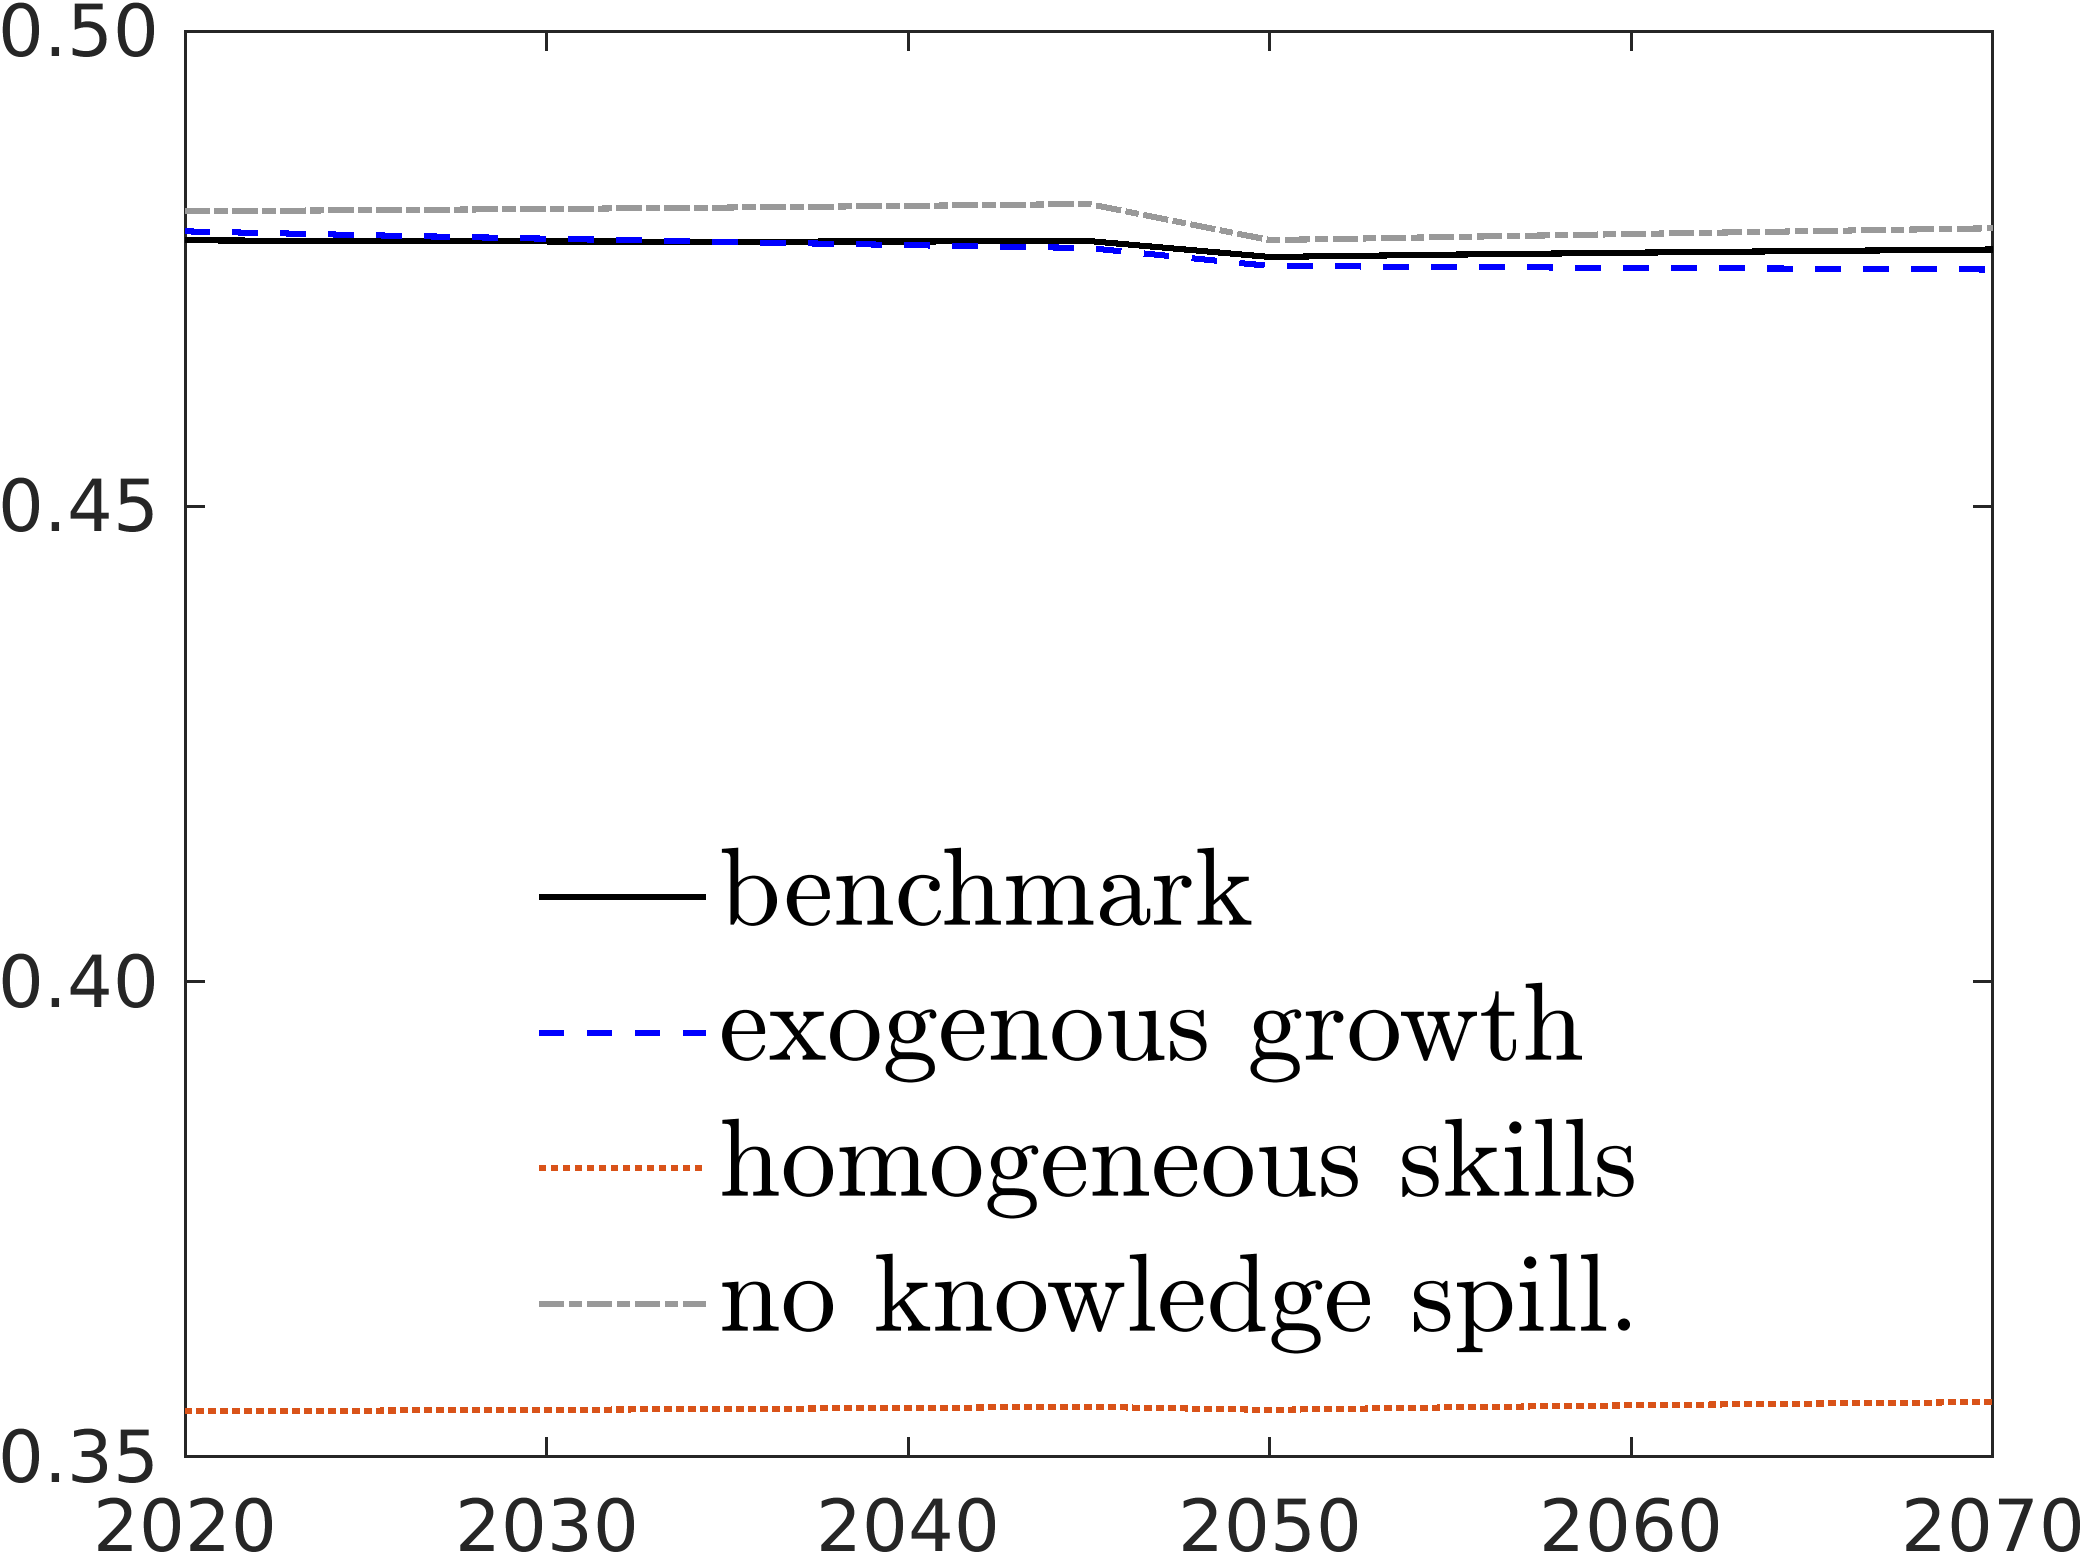 0.50
0.45
0.40
0.35
benchmark
exogenous growth
homogeneous skills
no knowledge spill.
2020 2030 2040 2050 2060 2070